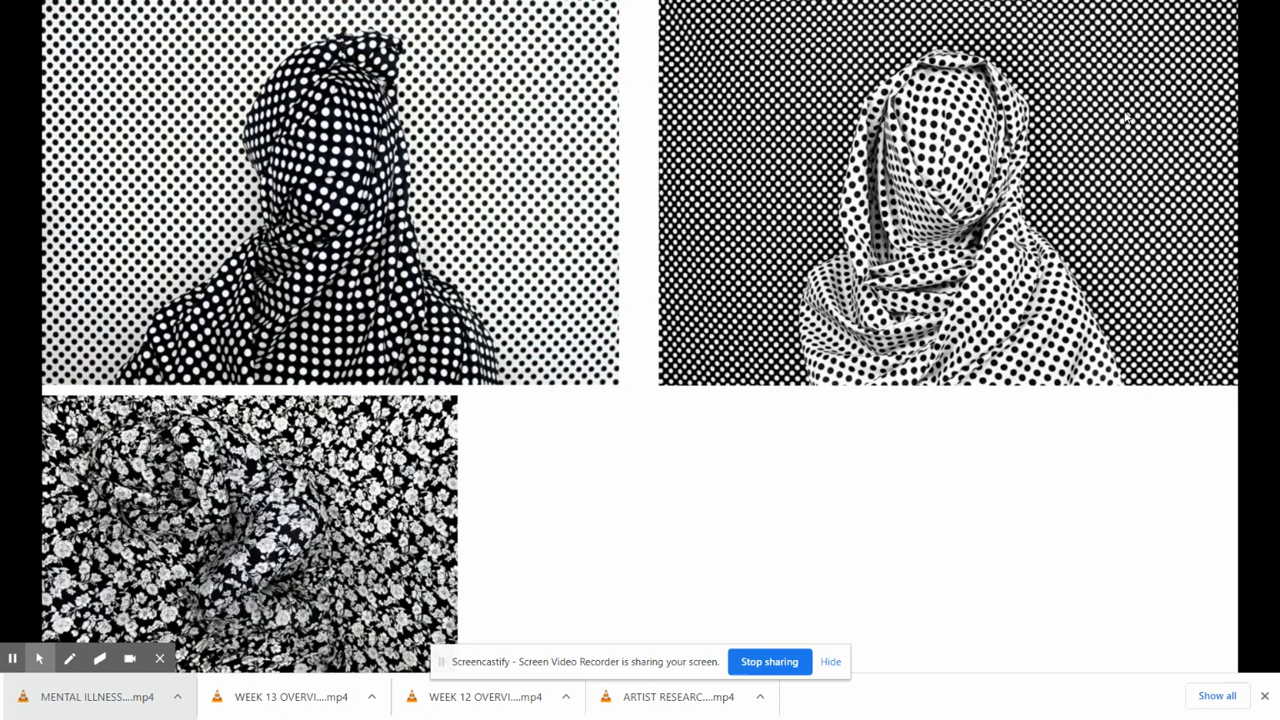 Screencastify - Screen Video Recorder is sharing your screen.
Stop sharing
Hide
MENTAL ILLNESS....mp4
WEEK 13 OVERVI....mp4
WEEK 12 OVERVI....mp4
ARTIST RESEARC....mp4
Show all